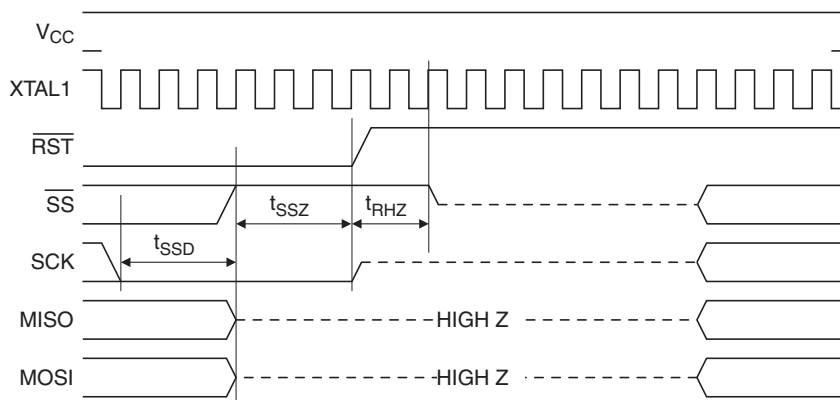 VCC
XTAL1
RST
SS
tSSZ
tRHZ
SCK
tSSD
MISO
HIGH Z
MOSI
HIGH Z